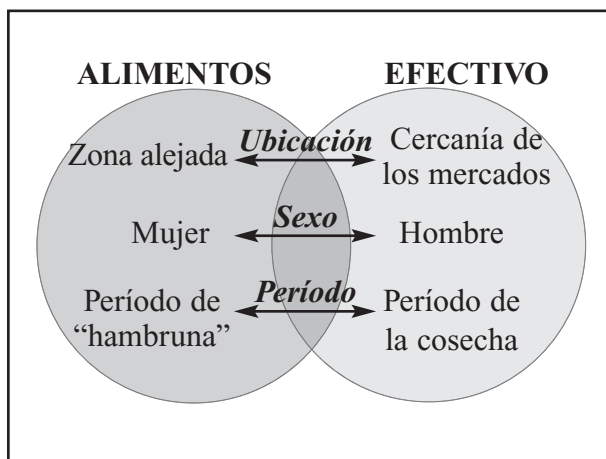 ALIMENTOS EFECTIVO
Ubicación
Zona alejada
Cercanía de
los mercados
Sexo
Mujer
Hombre
Período
Período de
“hambruna”
Período de
la cosecha